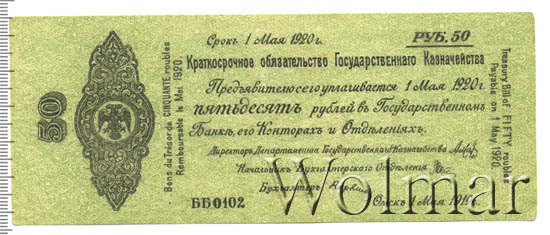 Срокъ 1 Мая 1920 г.
РУБ. 50
Краткосрочное обязательство Государственнаго Казначейства
Предъявителю сего уплачивается 1 Мая 1920 г.
пятьдесятъ рублей въ Государственномъ
Банкѣ, его Конторахъ и Отдѣленіяхъ.
Директоръ Департамента Государственнаго Казначейства
Начальникъ Бухгалтерскаго Отдѣленія
Бухгалтеръ
ББ0102
Омскъ 1 Мая 1919 г.
50
Bons du Trésor de CINQUANTE roubles
Remboursable le 1 Mai 1920.
Treasury Bill of FIFTY roubles
Payable on 1 May 1920.
Wolmar